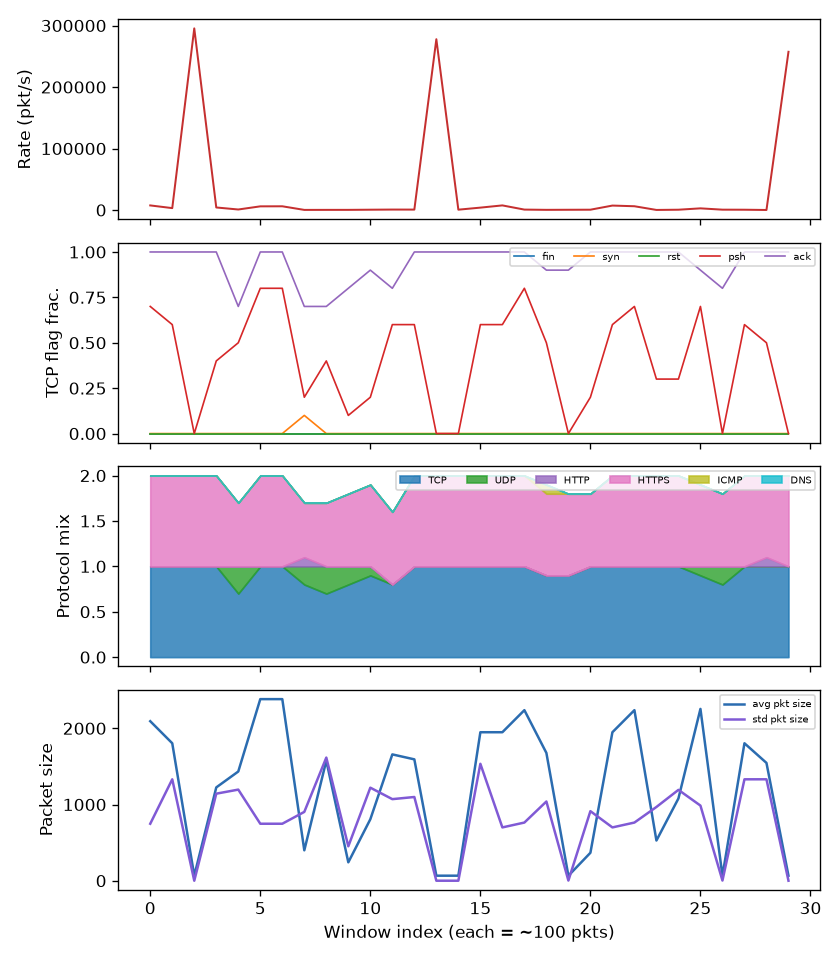 Rate (pkt/s)
300000
200000
100000
0
TCP flag frac.
1.00
0.75
0.50
0.25
0.00
fin syn rst psh ack
Protocol mix
2.0
1.5
1.0
0.5
0.0
TCP UDP HTTP HTTPS ICMP DNS
Packet size
2000
1000
0
avg pkt size
std pkt size
0 5 10 15 20 25 30
Window index (each = ~100 pkts)